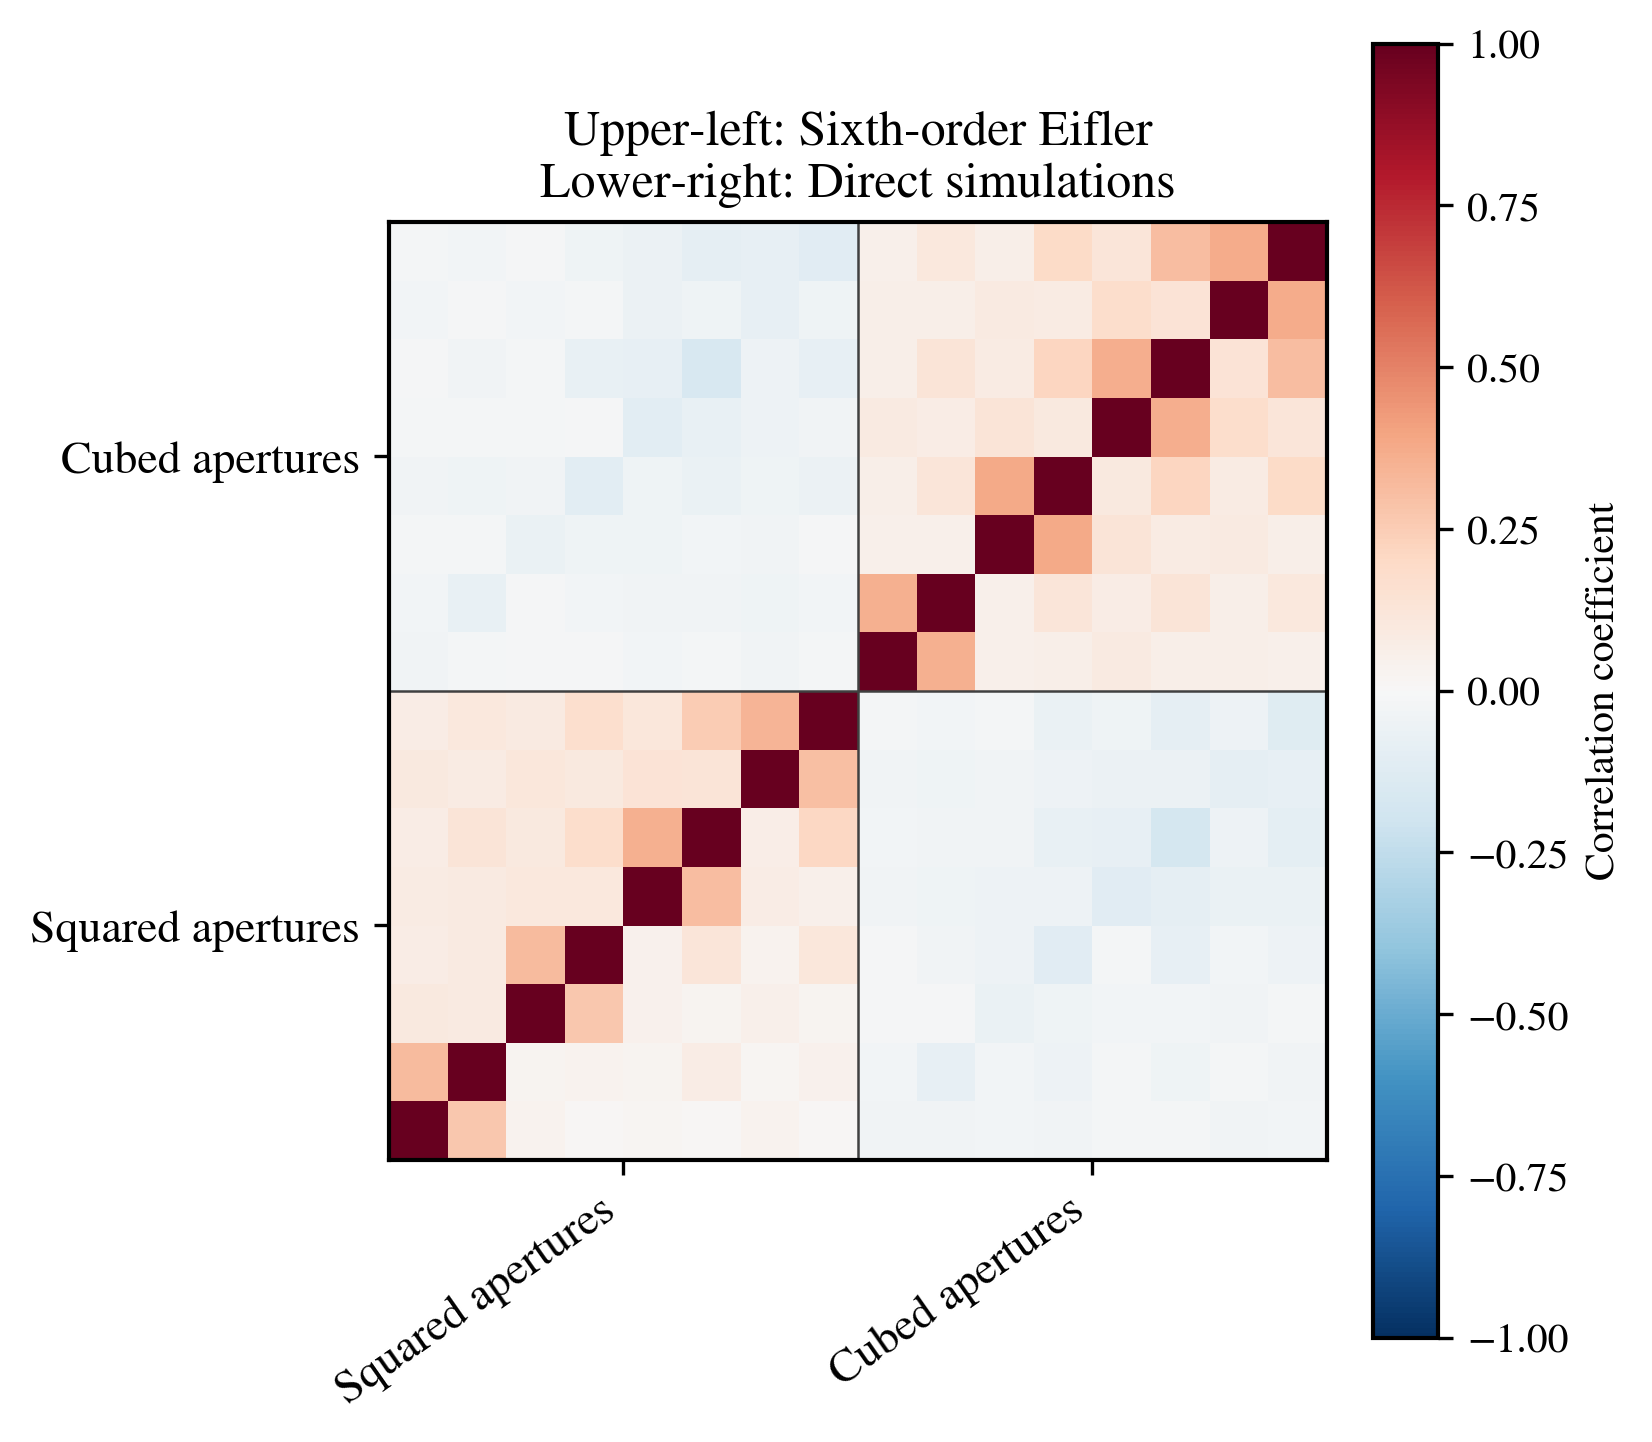 Upper-left: Sixth-order Eifler
Lower-right: Direct simulations
Cubed apertures
Squared apertures
Squared apertures
Cubed apertures
1.00
0.75
0.50
0.25
0.00
−0.25
−0.50
−0.75
−1.00
Correlation coefficient